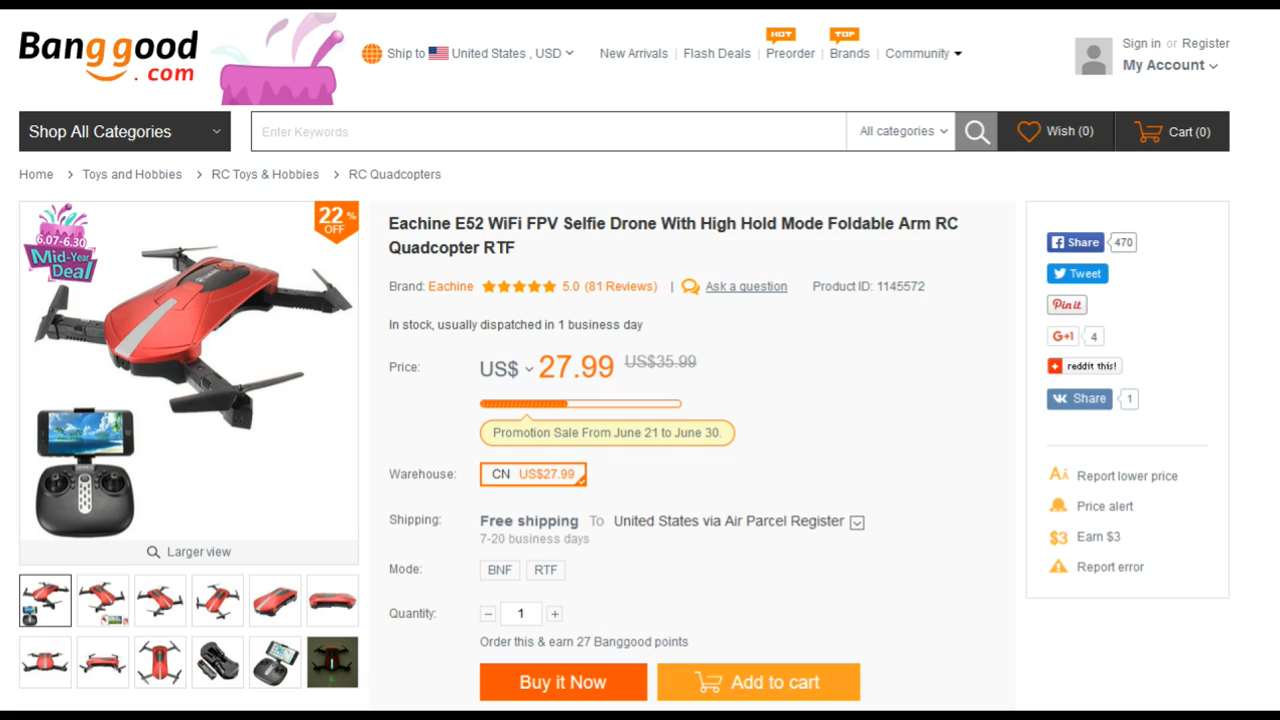 Banggood
.com
Ship to United States , USD
New Arrivals | Flash Deals | Preorder | Brands | Community
HOT
TOP
Sign in or Register
My Account
Shop All Categories
Enter Keywords
All categories
Wish (0)
Cart (0)
Home > Toys and Hobbies > RC Toys & Hobbies > RC Quadcopters
6.07-6.30
Mid-Year
Deal
22%
OFF
Larger view
Eachine E52 WiFi FPV Selfie Drone With High Hold Mode Foldable Arm RC
Quadcopter RTF
Brand: Eachine 5.0 (81 Reviews) | Ask a question Product ID: 1145572
In stock, usually dispatched in 1 business day
Price: US$ 27.99 US$35.99
Promotion Sale From June 21 to June 30.
Warehouse: CN US$27.99
Shipping: Free shipping To United States via Air Parcel Register
7-20 business days
Mode: BNF RTF
Quantity: - 1 +
Order this & earn 27 Banggood points
Buy it Now
Add to cart
Share 470
Tweet
Pin it
G+1 4
reddit this!
Share 1
Report lower price
Price alert
$3 Earn $3
Report error